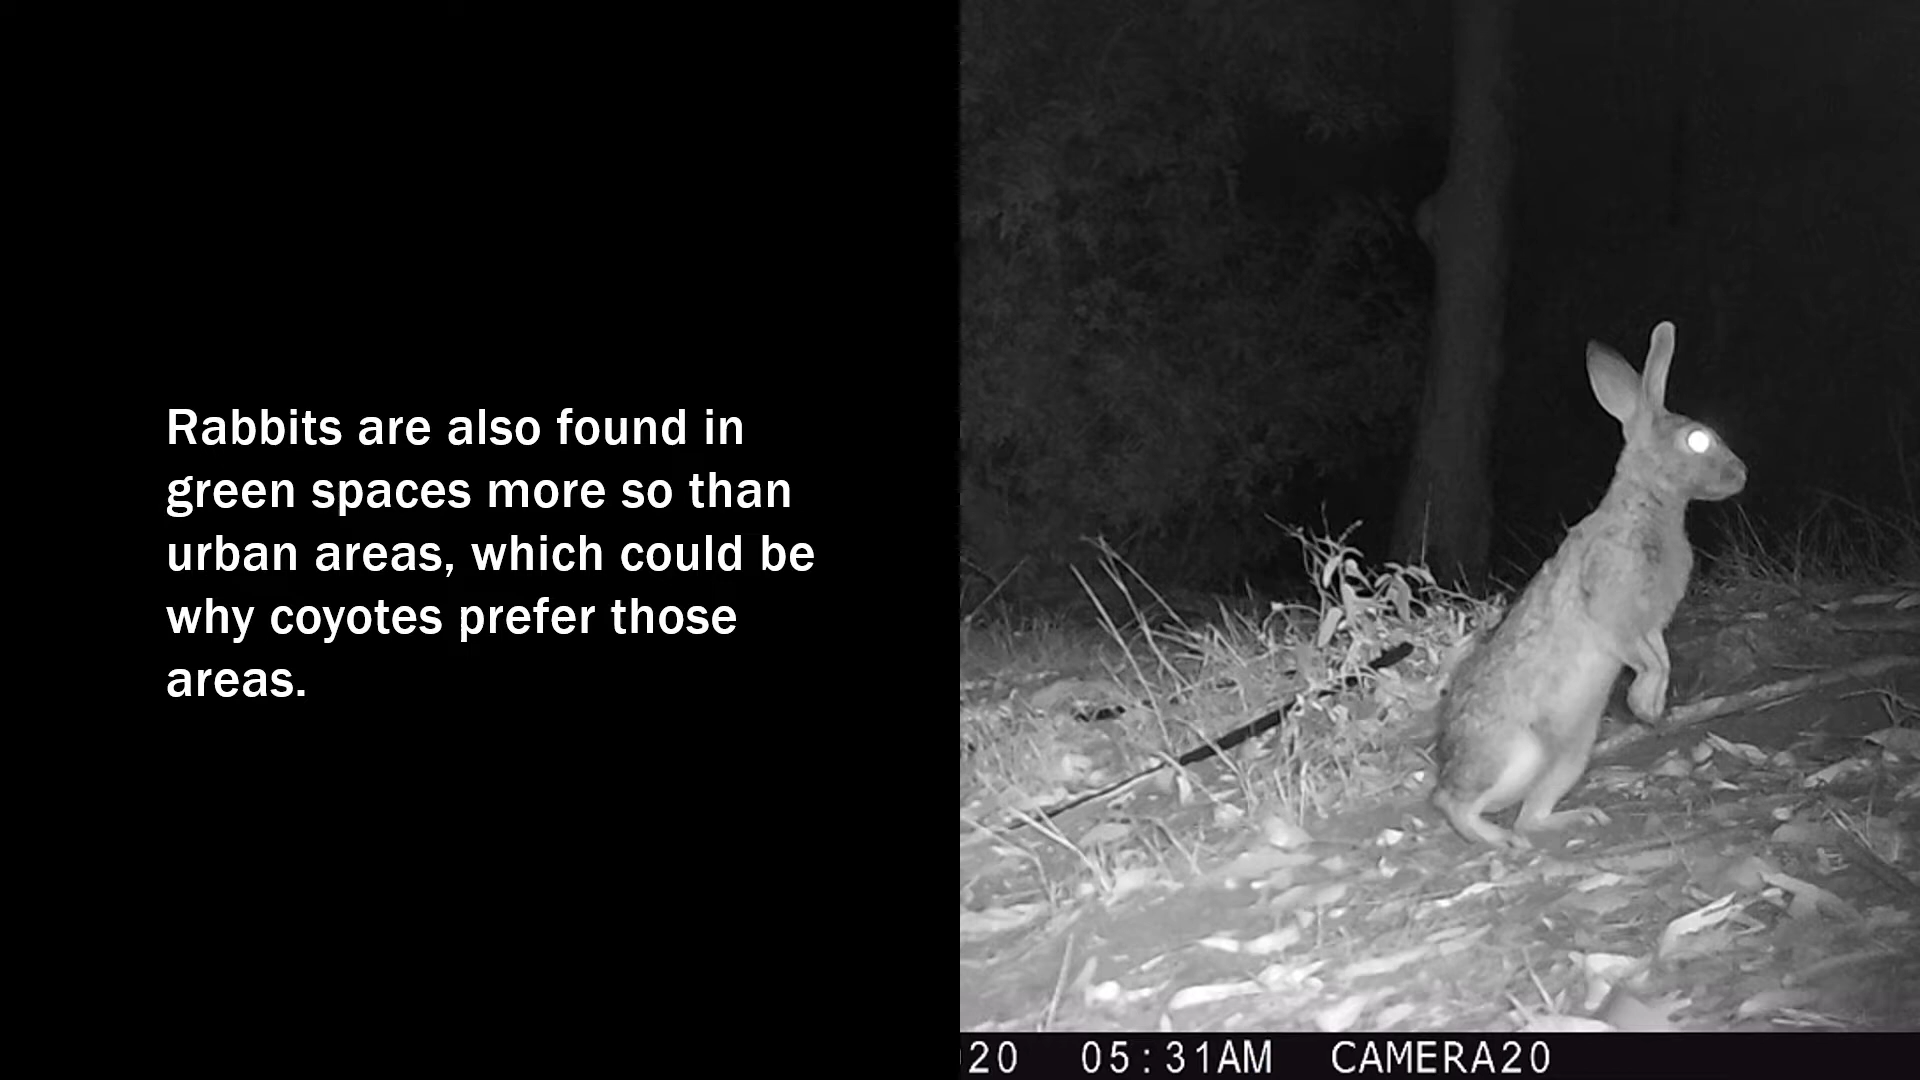 Rabbits are also found in
green spaces more so than
urban areas, which could be
why coyotes prefer those
areas.
20 05:31AM CAMERA20